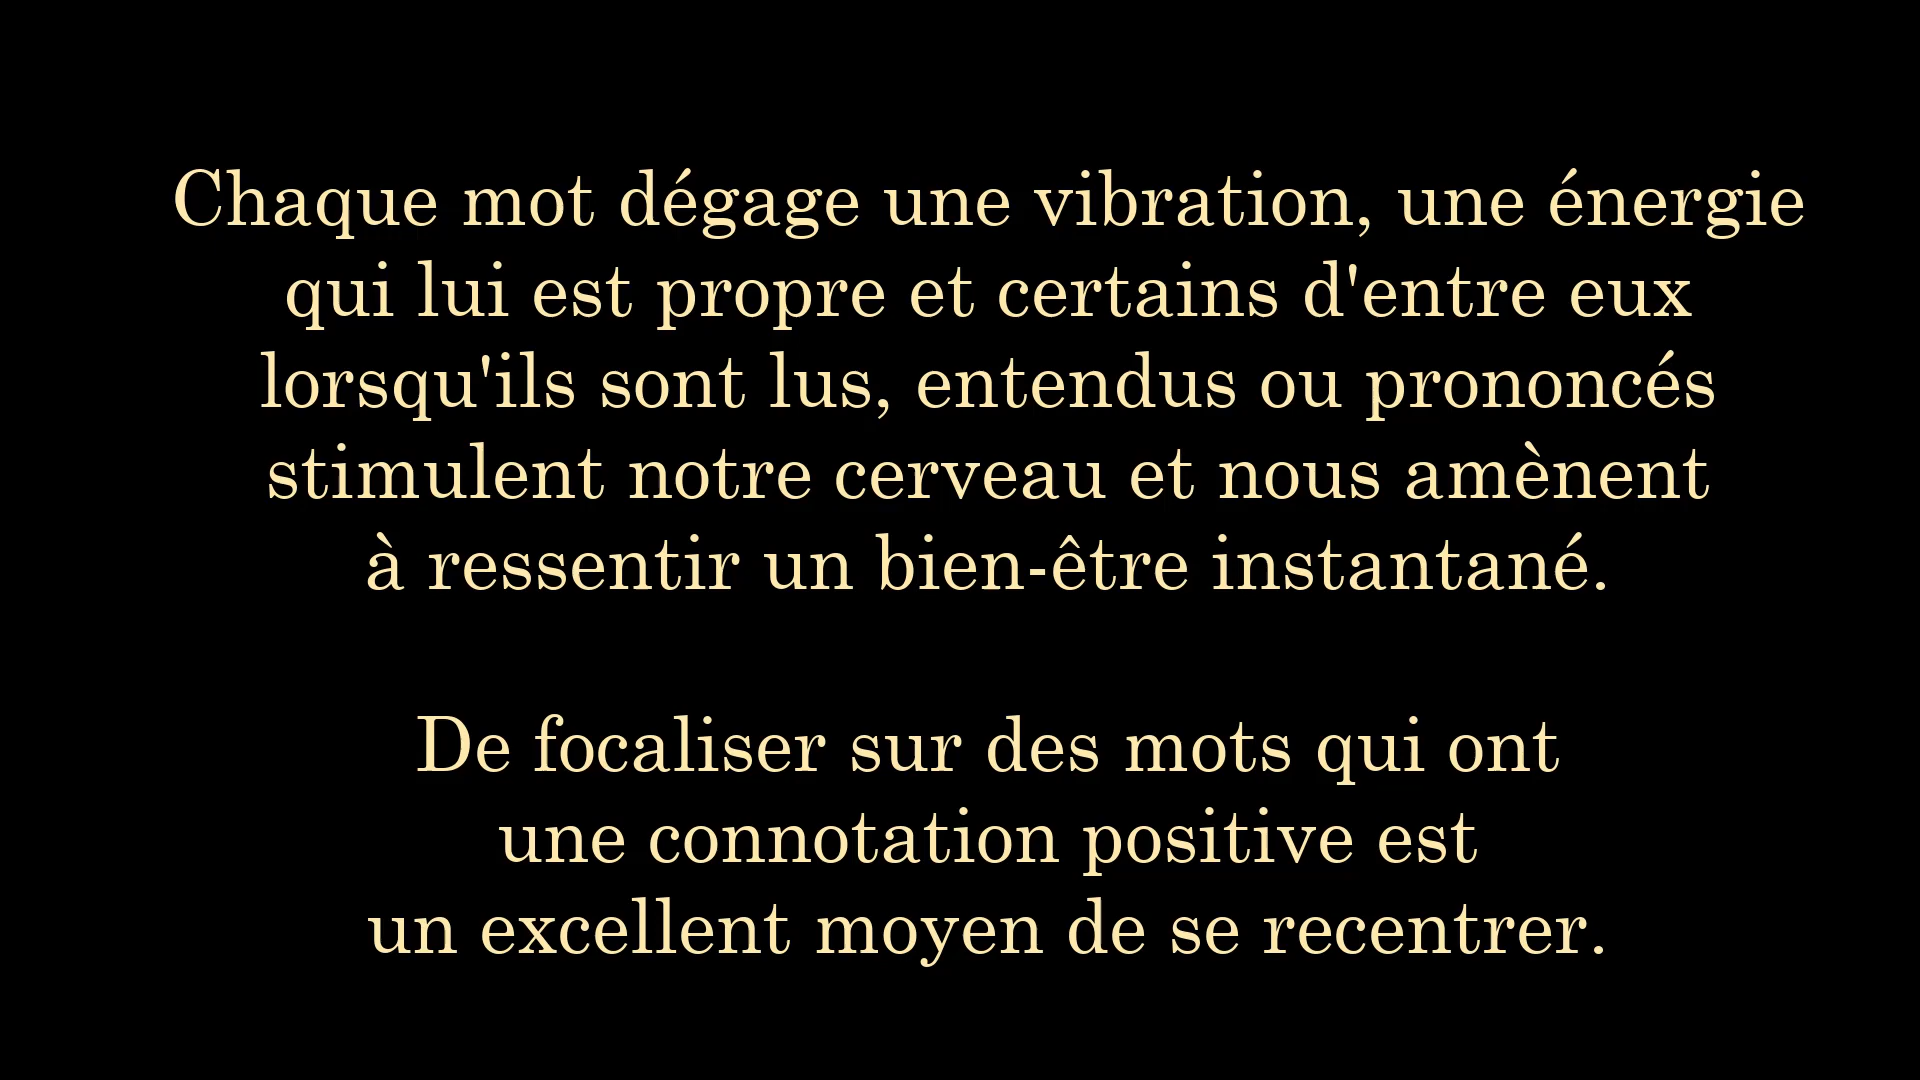 Chaque mot dégage une vibration, une énergie
qui lui est propre et certains d'entre eux
lorsqu'ils sont lus, entendus ou prononcés
stimulent notre cerveau et nous amènent
à ressentir un bien-être instantané.
De focaliser sur des mots qui ont
une connotation positive est
un excellent moyen de se recentrer.